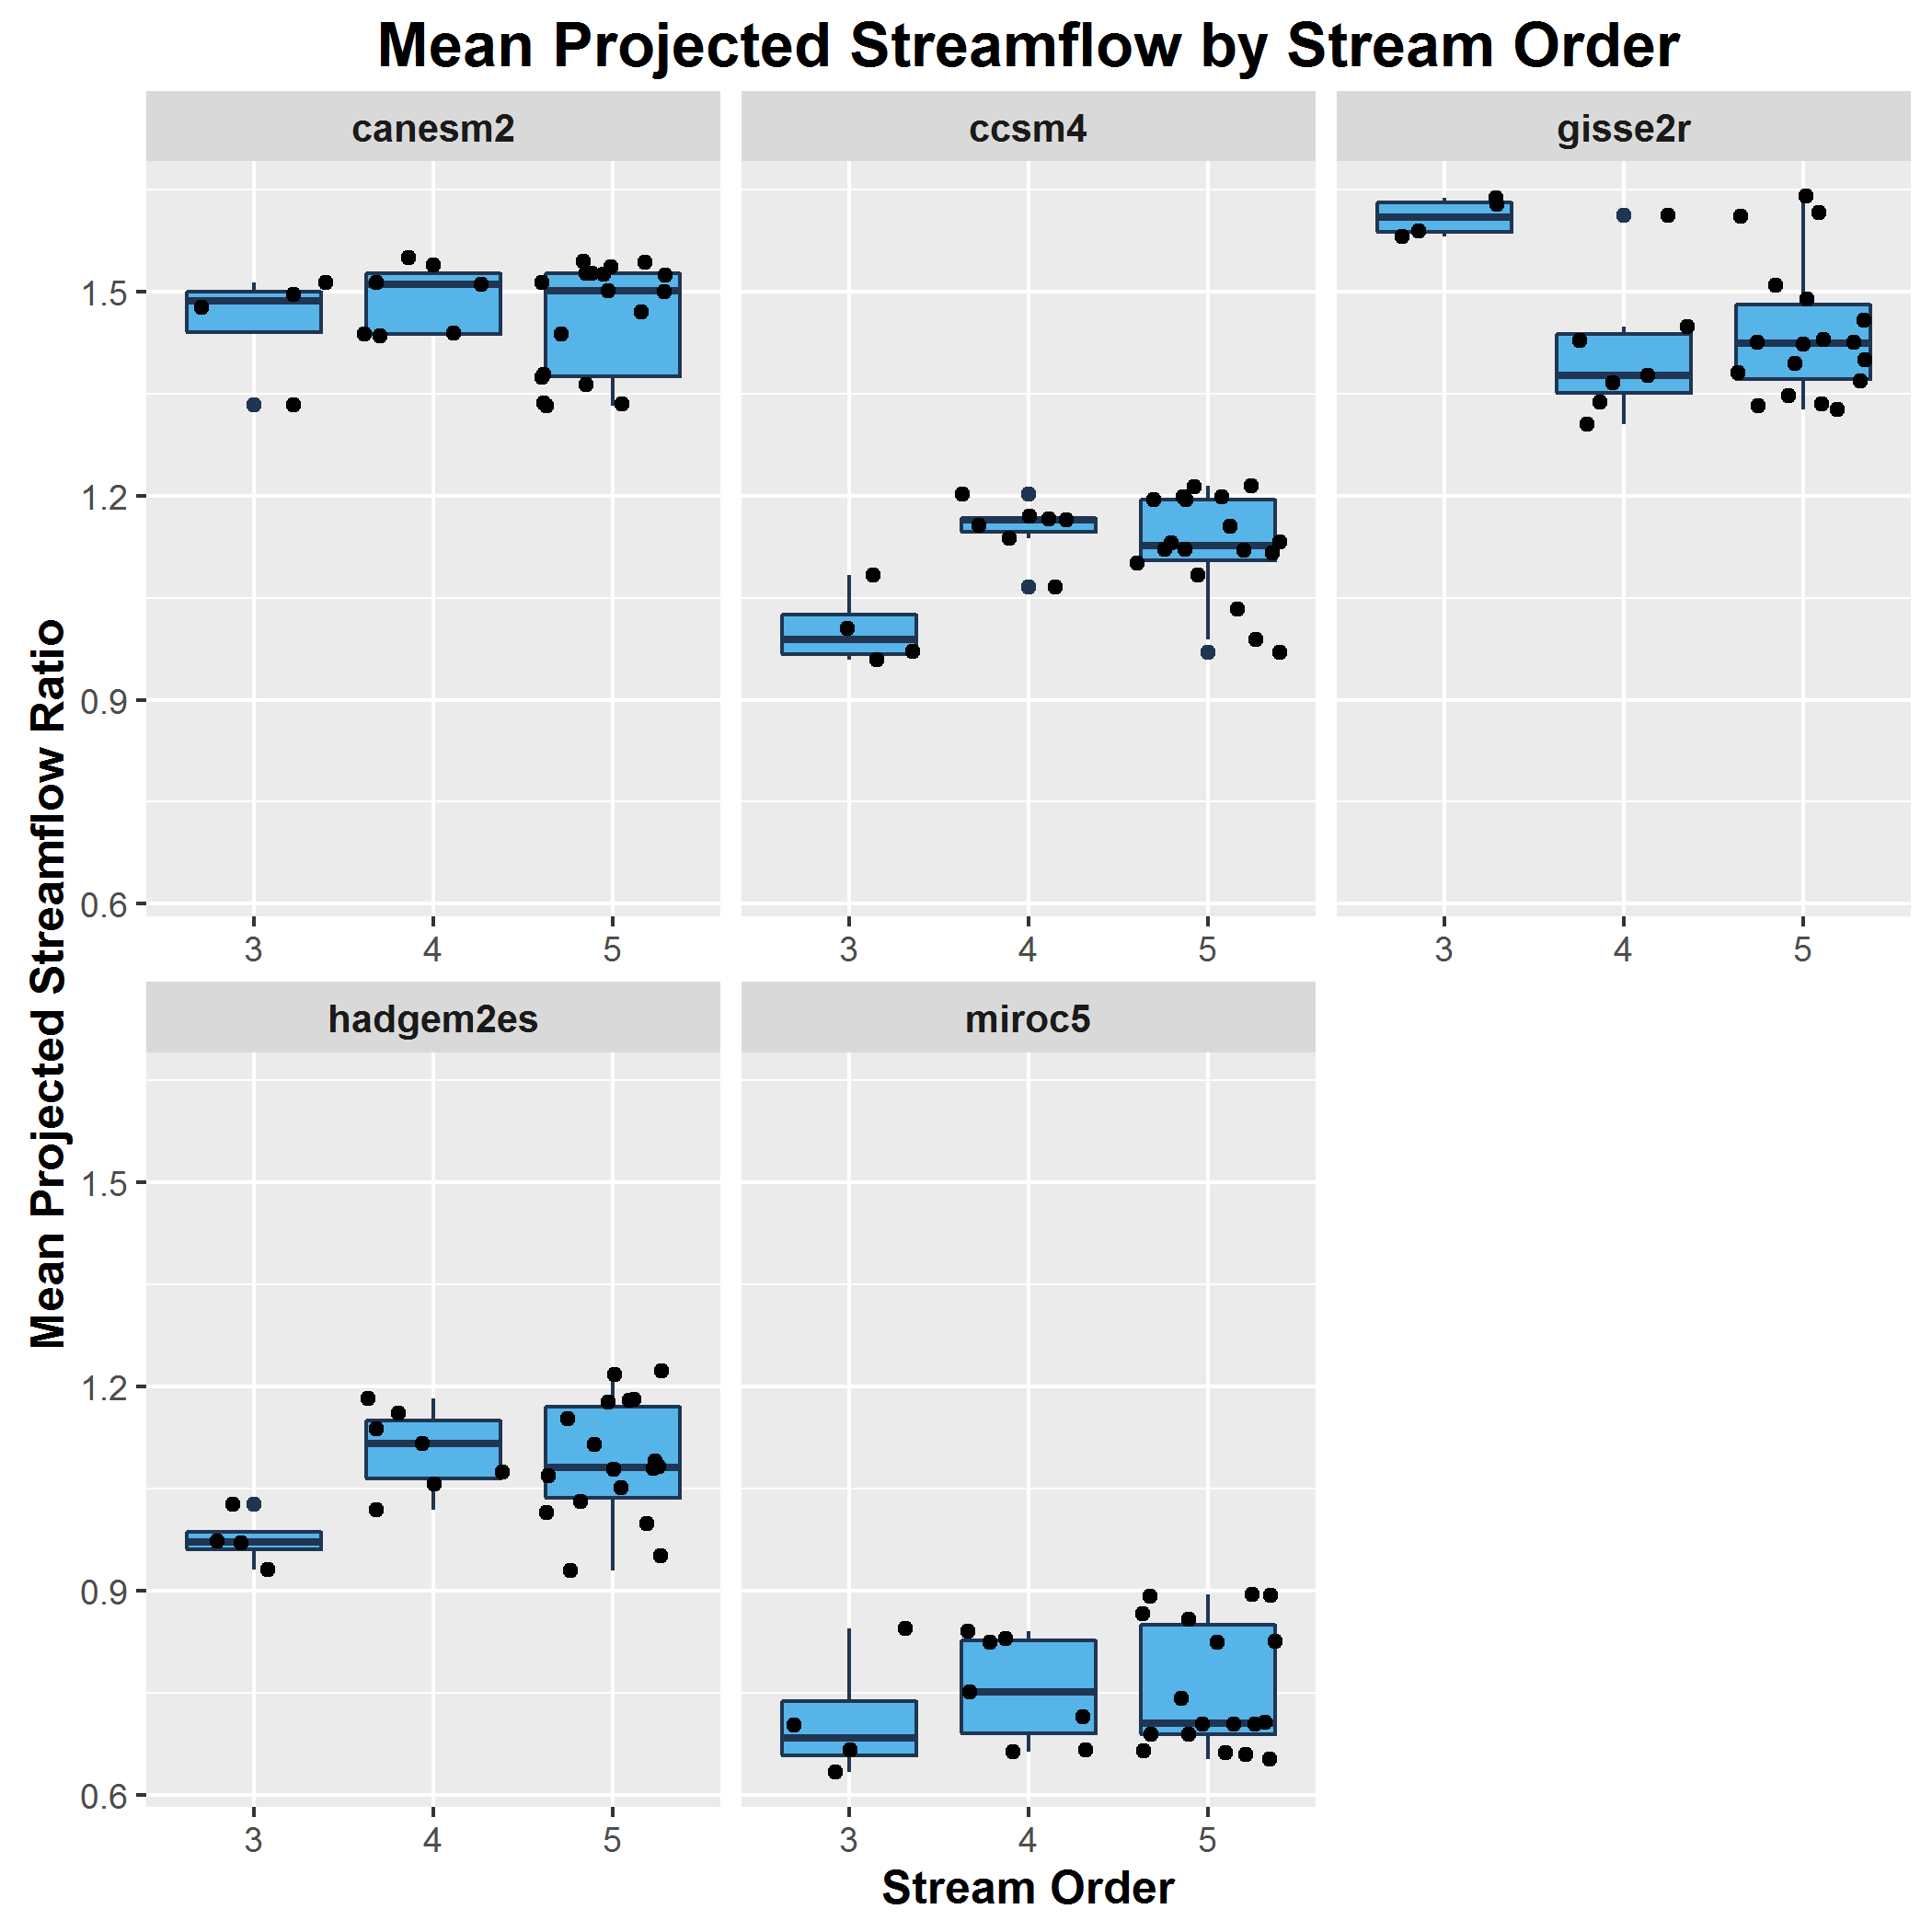 Mean Projected Streamflow by Stream Order
canesm2
ccsm4
gisse2r
1.5
1.2
0.9
0.6
3 4 5
3 4 5
3 4 5
Mean Projected Streamflow Ratio
hadgem2es
miroc5
1.5
1.2
0.9
0.6
3 4 5
3 4 5
Stream Order